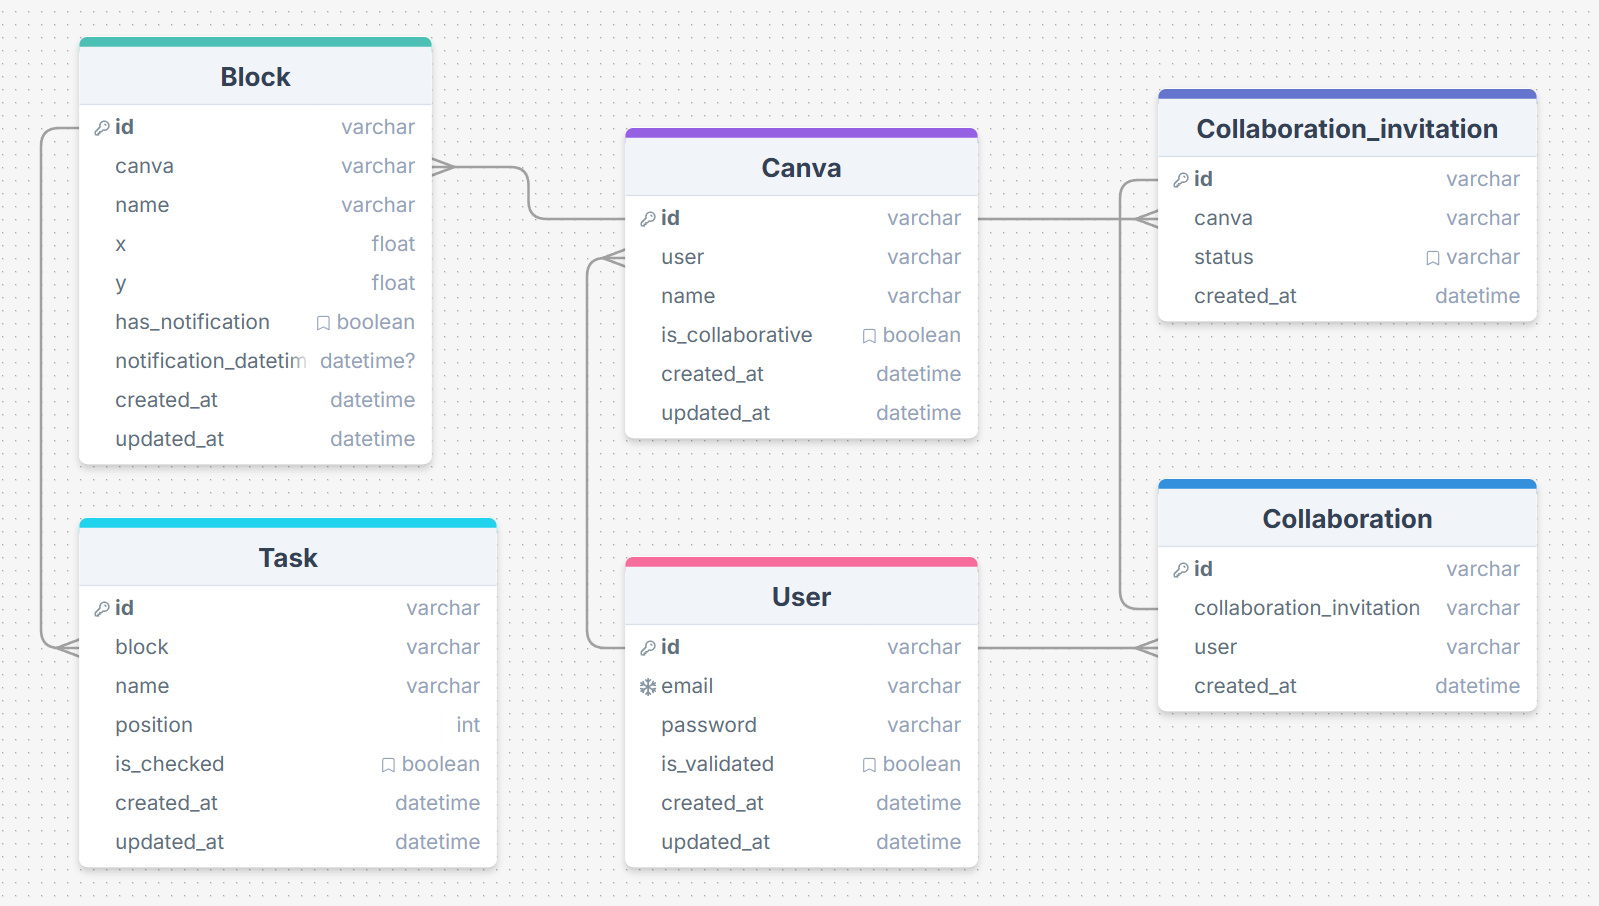 Block
id varchar
canva varchar
name varchar
x float
y float
has_notification boolean
notification_datetim datetime?
created_at datetime
updated_at datetime
Task
id varchar
block varchar
name varchar
position int
is_checked boolean
created_at datetime
updated_at datetime
Canva
id varchar
user varchar
name varchar
is_collaborative boolean
created_at datetime
updated_at datetime
User
id varchar
email varchar
password varchar
is_validated boolean
created_at datetime
updated_at datetime
Collaboration_invitation
id varchar
canva varchar
status varchar
created_at datetime
Collaboration
id varchar
collaboration_invitation varchar
user varchar
created_at datetime